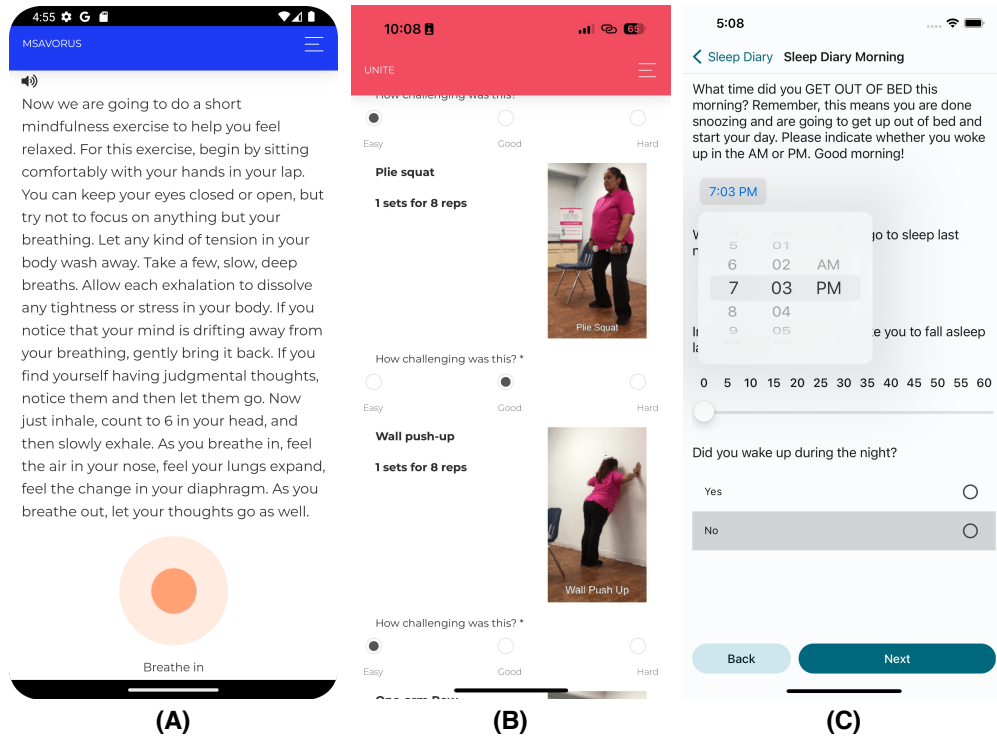 4:55
MSAVORUS
Now we are going to do a short
mindfulness exercise to help you feel
relaxed. For this exercise, begin by sitting
comfortably with your hands in your lap.
You can keep your eyes closed or open, but
try not to focus on anything but your
breathing. Let any kind of tension in your
body wash away. Take a few, slow, deep
breaths. Allow each exhalation to dissolve
any tightness or stress in your body. If you
notice that your mind is drifting away from
your breathing, gently bring it back. If you
find yourself having judgmental thoughts,
notice them and then let them go. Now
just inhale, count to 6 in your head, and
then slowly exhale. As you breathe in, feel
the air in your nose, feel your lungs expand,
feel the change in your diaphragm. As you
breathe out, let your thoughts go as well.
Breathe in
(A)
10:08
65
UNITE
How challenging was this?
Easy Good Hard
Plie squat
1 sets for 8 reps
Plie Squat
How challenging was this? *
Easy Good Hard
Wall push-up
1 sets for 8 reps
Wall Push Up
How challenging was this? *
Easy Good Hard
(B)
5:08
Sleep Diary Sleep Diary Morning
What time did you GET OUT OF BED this
morning? Remember, this means you are done
snoozing and are going to get up out of bed and
start your day. Please indicate whether you woke
up in the AM or PM. Good morning!
7:03 PM
go to sleep last
5 01
6 02 AM
7 03 PM
8 04
9 05
you to fall asleep
0 5 10 15 20 25 30 35 40 45 50 55 60
Did you wake up during the night?
Yes
No
Back Next
(C)